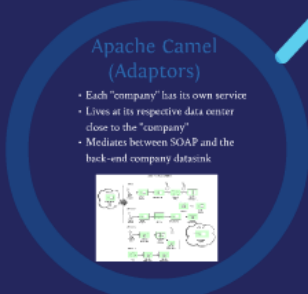 Apache Camel
(Adaptors)
• Each "company" has its own service
• Lives at its respective data center
close to the "company"
• Mediates between SOAP and the
back-end company datasink